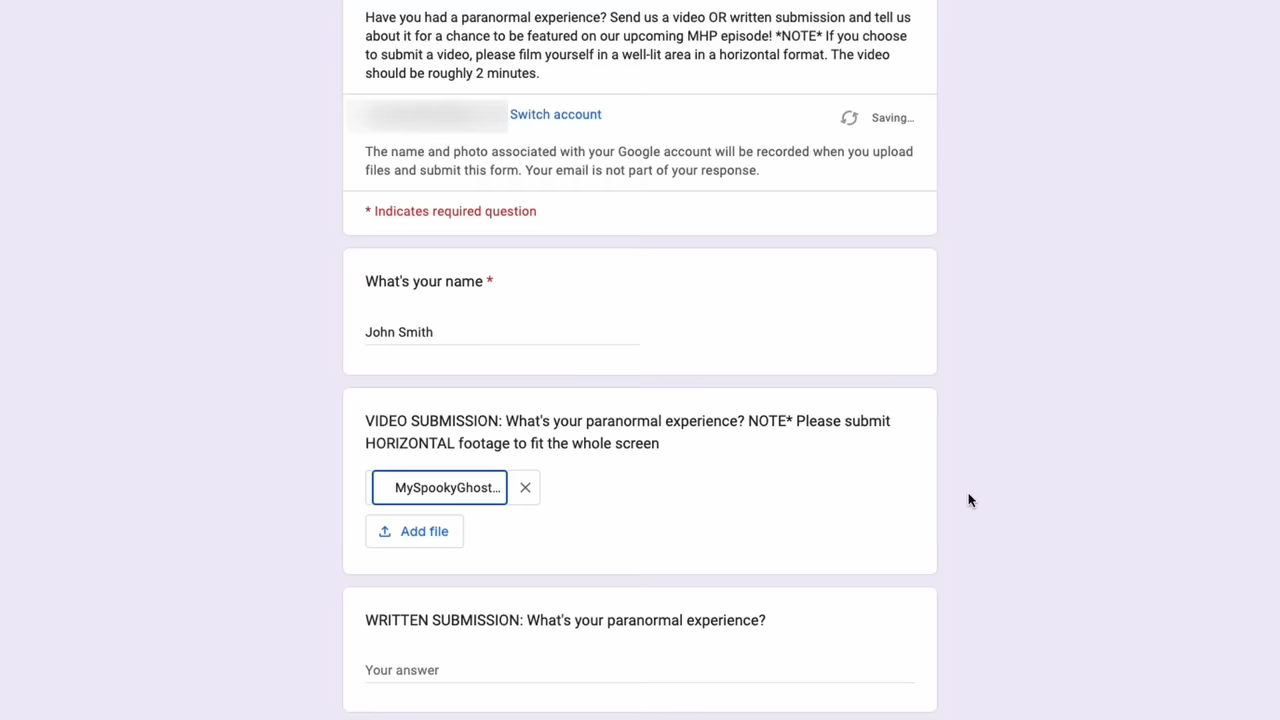 Have you had a paranormal experience? Send us a video OR written submission and tell us
about it for a chance to be featured on our upcoming MHP episode! *NOTE* If you choose
to submit a video, please film yourself in a well-lit area in a horizontal format. The video
should be roughly 2 minutes.
Switch account
Saving...
The name and photo associated with your Google account will be recorded when you upload
files and submit this form. Your email is not part of your response.
* Indicates required question
What's your name *
John Smith
VIDEO SUBMISSION: What's your paranormal experience? NOTE* Please submit
HORIZONTAL footage to fit the whole screen
MySpookyGhost...
Add file
WRITTEN SUBMISSION: What's your paranormal experience?
Your answer